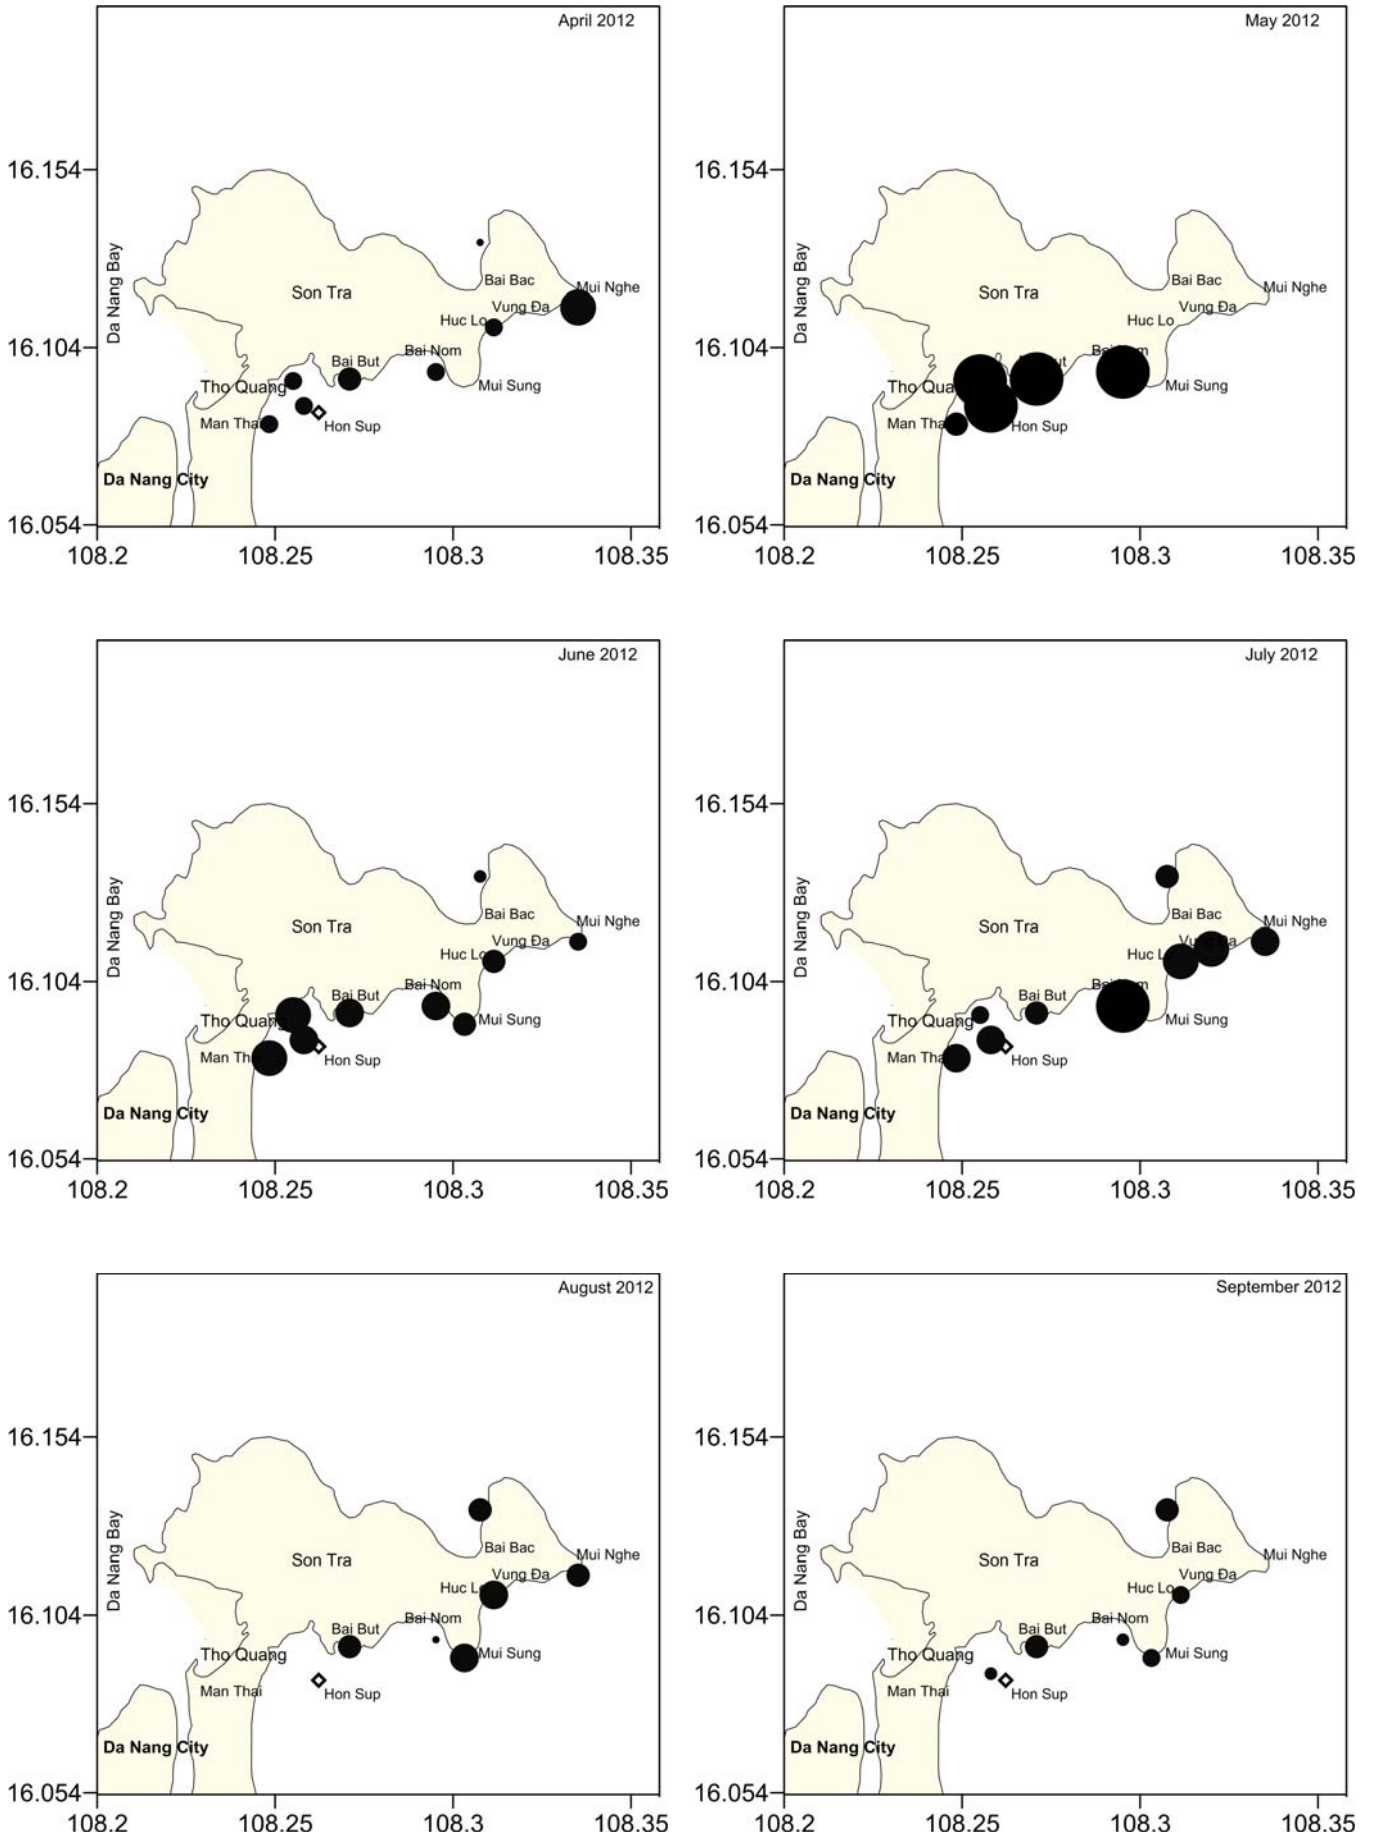 April 2012
16.154
Da Nang Bay
Bai Bac
Mui Nghe
Son Tra
Vung Đa
Huc Lo
16.104
Bai Nom
Bai But
Tho Quang
Mui Sung
Man Thai
Hon Sup
Da Nang City
16.054
108.2 108.25 108.3 108.35
May 2012
16.154
Da Nang Bay
Bai Bac
Mui Nghe
Son Tra
Vung Đa
Huc Lo
16.104
Mui Sung
Hon Sup
Da Nang City
16.054
108.2 108.25 108.3 108.35
June 2012
16.154
Da Nang Bay
Bai Bac
Mui Nghe
Son Tra
Vung Đa
Huc Lo
16.104
Bai Nom
Bai But
Tho Quang
Mui Sung
Man Thai
Hon Sup
Da Nang City
16.054
108.2 108.25 108.3 108.35
July 2012
16.154
Da Nang Bay
Bai Bac
Mui Nghe
Son Tra
16.104
Bai But
Tho Quang
Mui Sung
Hon Sup
Da Nang City
16.054
108.2 108.25 108.3 108.35
August 2012
16.154
Da Nang Bay
Bai Bac
Mui Nghe
Son Tra
Vung Đa
Huc Lo
16.104
Bai Nom
Bai But
Tho Quang
Mui Sung
Man Thai
Hon Sup
Da Nang City
16.054
108.2 108.25 108.3 108.35
September 2012
16.154
Da Nang Bay
Bai Bac
Mui Nghe
Son Tra
Vung Đa
Huc Lo
16.104
Bai Nom
Bai But
Tho Quang
Mui Sung
Man Thai
Hon Sup
Da Nang City
16.054
108.2 108.25 108.3 108.35